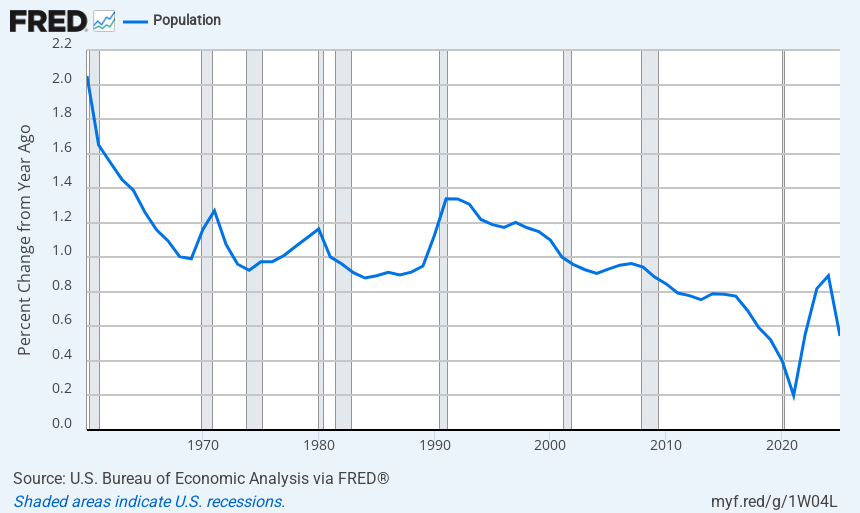 FRED Population
2.2
2.0
1.8
1.6
1.4
1.2
1.0
0.8
0.6
0.4
0.2
0.0
Percent Change from Year Ago
1970 1980 1990 2000 2010 2020
Source: U.S. Bureau of Economic Analysis via FRED®
Shaded areas indicate U.S. recessions. myf.red/g/1W04L